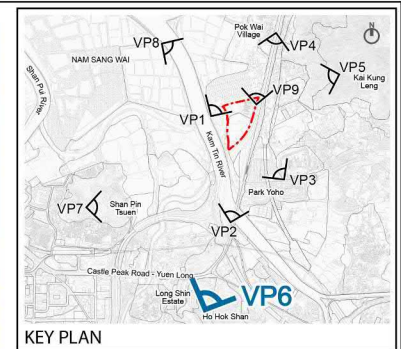 Pok Wai
Village
N
VP8
VP4
NAM SANG WAI
VP5
Kai Kung
Leng
Shan Pui River
VP9
VP1
Kam Tin River
VP3
Park Yoho
Shan Pin
Tsuen
VP7
VP2
Castle Peak Road - Yuen Long
Long Shin
Estate
VP6
Ho Hok Shan
KEY PLAN